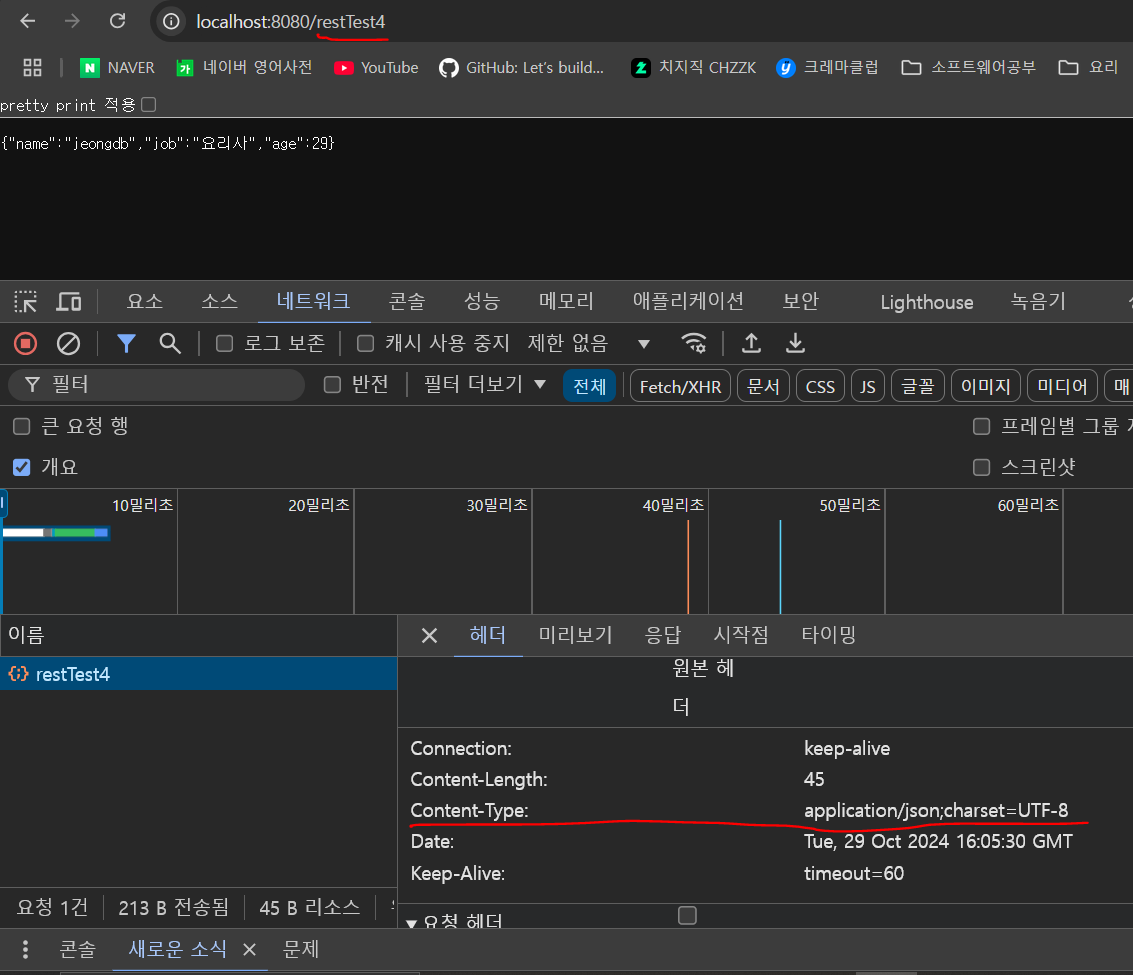 localhost:8080/restTest4
NAVER 네이버 영어사전 YouTube GitHub: Let's build... 치지직 CHZZK 크레마클럽 소프트웨어공부 요리
pretty print 적용
{"name":"jeongdb","job":"요리사","age":29}
요소 소스 네트워크 콘솔 성능 메모리 애플리케이션 보안 Lighthouse 녹음기
로그 보존 캐시 사용 중지 제한 없음
필터 반전 필터 더보기 전체 Fetch/XHR 문서 CSS JS 글꼴 이미지 미디어 매
큰 요청 행 프레임별 그룹
개요 스크린샷
10밀리초 20밀리초 30밀리초 40밀리초 50밀리초 60밀리초
이름 헤더 미리보기 응답 시작점 타이밍
restTest4 원본 헤
더
Connection: keep-alive
Content-Length: 45
Content-Type: application/json;charset=UTF-8
Date: Tue, 29 Oct 2024 16:05:30 GMT
Keep-Alive: timeout=60
요청 1건 213 B 전송됨 45 B 리소스
요청 헤더
콘솔 새로운 소식 문제